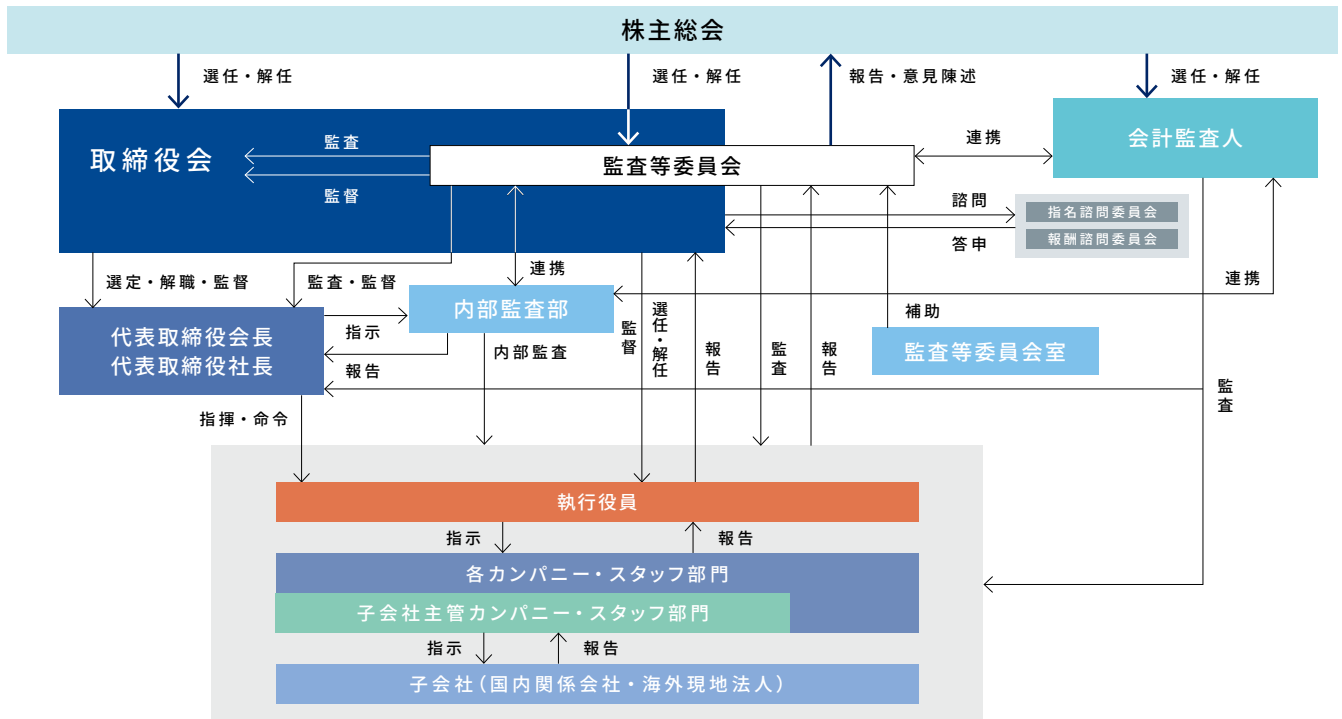 株主総会
選任・解任
選任・解任
報告・意見陳述
選任・解任
取締役会
監査
監督
監査等委員会
連携
会計監査人
諮問
答申
指名諮問委員会
報酬諮問委員会
選定・解職・監督
監査・監督
連携
連携
代表取締役会長
代表取締役社長
指示
報告
内部監査部
内部監査
監督
選任・解任
報告
監査
報告
補助
監査等委員会室
監査
指揮・命令
執行役員
指示
報告
各カンパニー・スタッフ部門
子会社主管カンパニー・スタッフ部門
指示
報告
子会社(国内関係会社・海外現地法人)